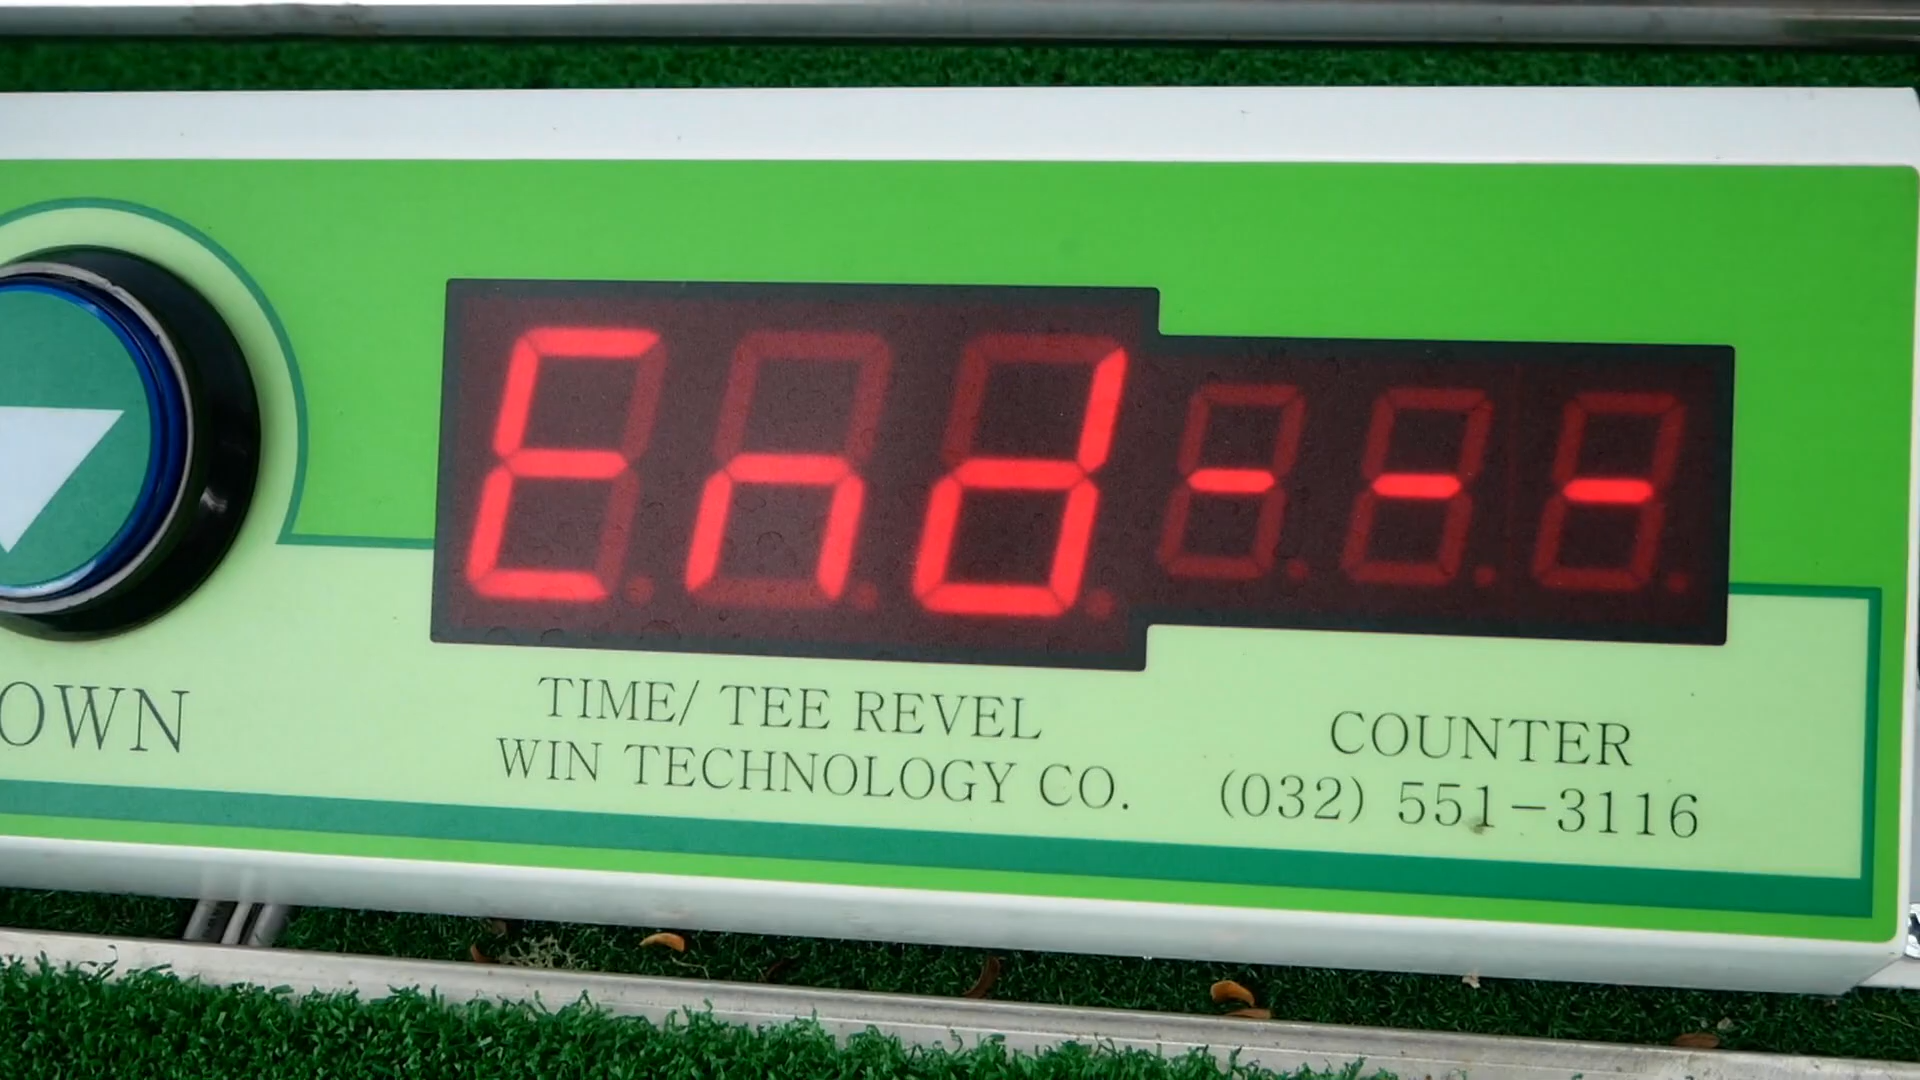 End---
OWN
TIME/ TEE REVEL
WIN TECHNOLOGY CO.
COUNTER
(032) 551-3116